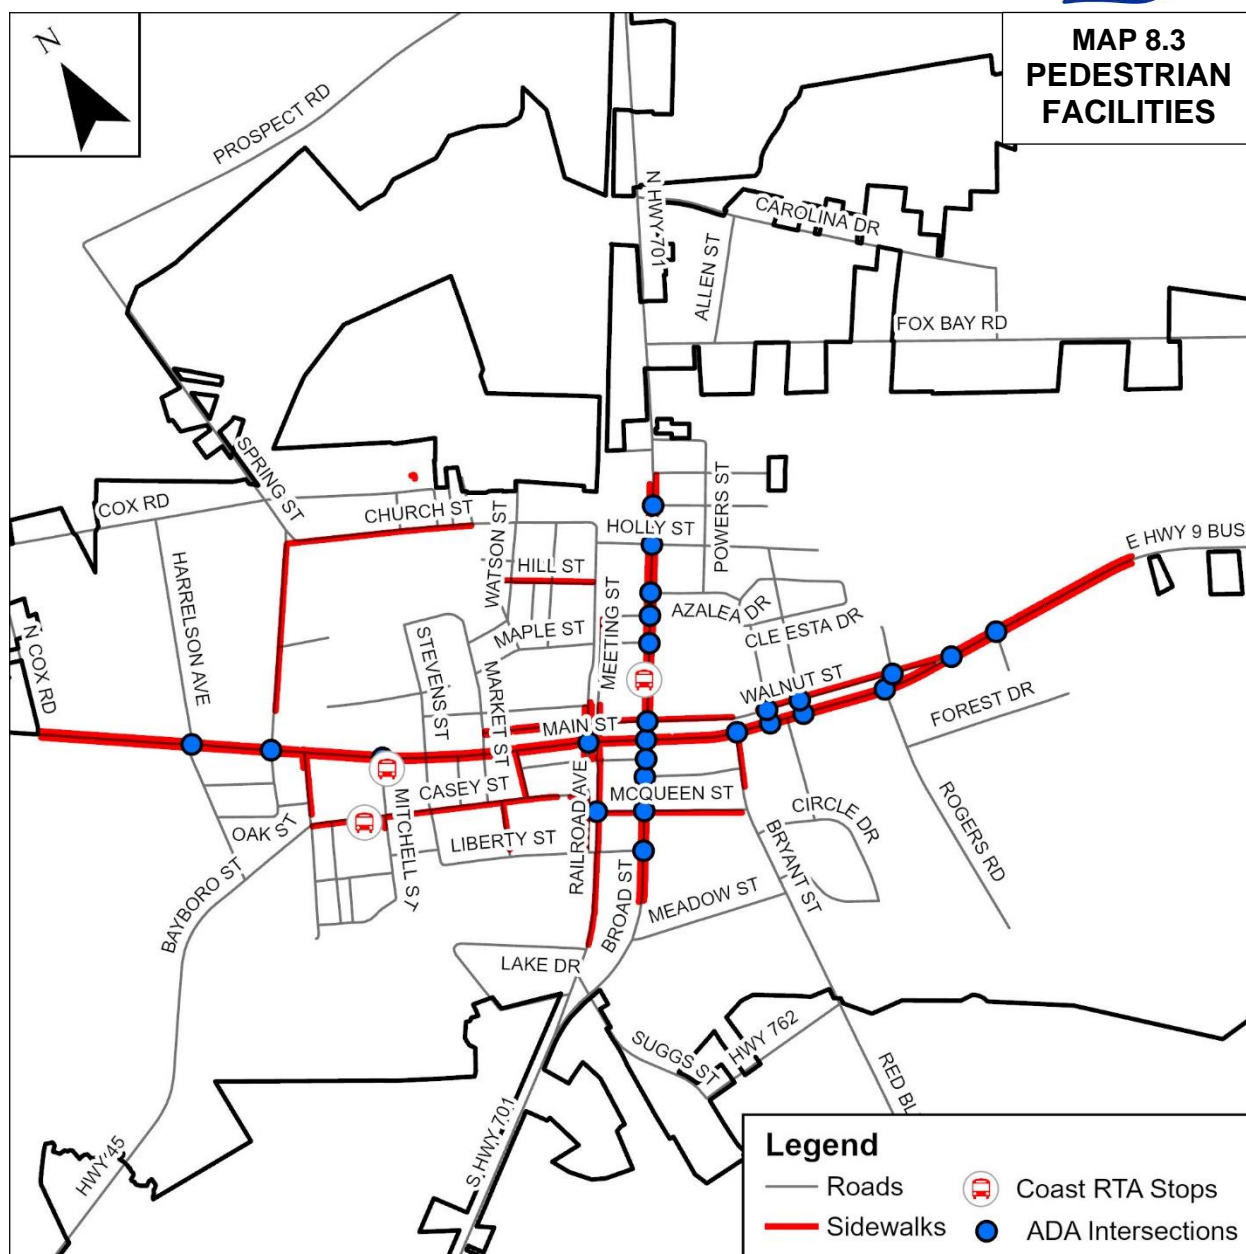 MAP 8.3
PEDESTRIAN
FACILITIES
N
PROSPECT RD
N HWY 701
CAROLINA DR
ALLEN ST
FOX BAY RD
SPRING ST
COX RD
CHURCH ST
WATSON ST
HOLLY ST
POWERS ST
E HWY 9 BUS
HARRELSON AVE
HILL ST
MEETING ST
AZALEA DR
CLE ESTA DR
MAPLE ST
STEVENS ST
MARKET ST
N COX RD
WALNUT ST
FOREST DR
MAIN ST
CASEY ST
MCQUEEN ST
MITCHELL ST
OAK ST
LIBERTY ST
RAILROAD AVE
CIRCLE DR
ROGERS RD
BRYANT ST
BAYBORO ST
BROAD ST
MEADOW ST
LAKE DR
SUGGS ST
HWY 762
RED BL
S HWY 701
HWY 45
Legend
Roads
Coast RTA Stops
Sidewalks
ADA Intersections